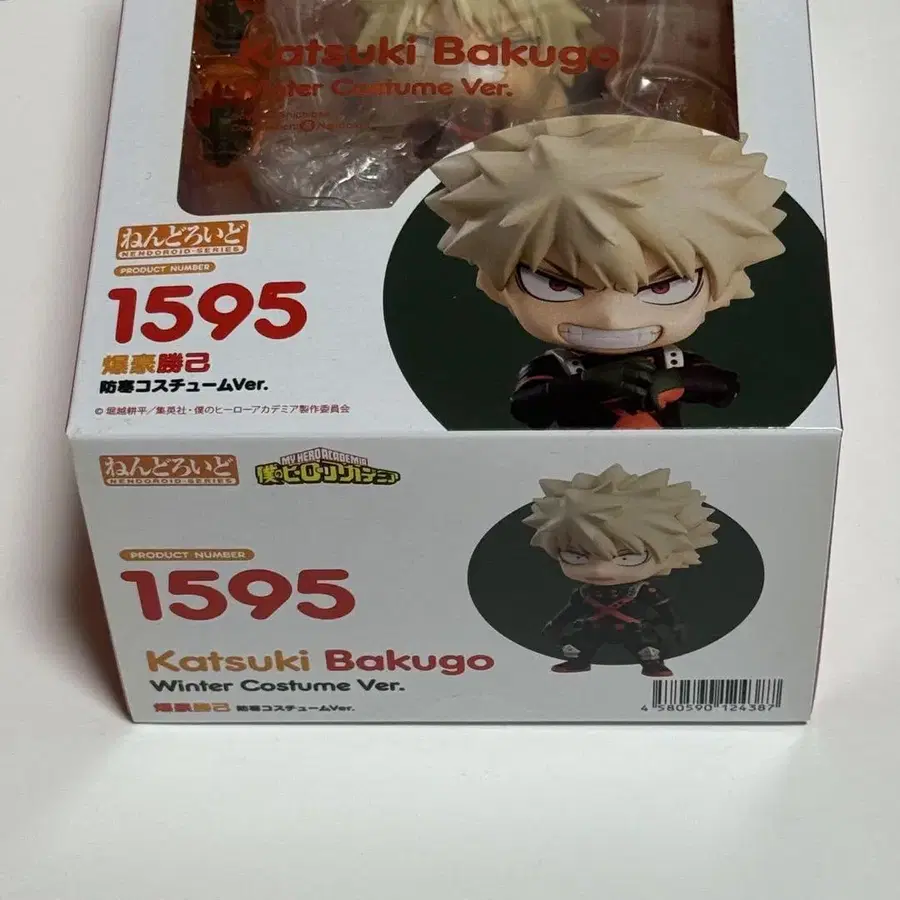 Katsuki Bakugo
Winter Costume Ver.
ねんどろいど
NENDOROID·SERIES
PRODUCT NUMBER
1595
爆豪勝己
防寒コスチュームVer.
© 堀越耕平／集英社・僕のヒーローアカデミア製作委員会
ねんどろいど
NENDOROID·SERIES
MY HERO ACADEMIA
僕のヒーローアカデミア
PRODUCT NUMBER
1595
Katsuki Bakugo
Winter Costume Ver.
爆豪勝己 防寒コスチュームVer.
4 580590 124387